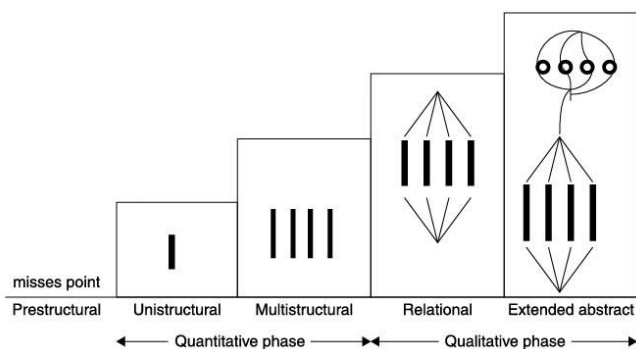 misses point
Prestructural Unistructural Multistructural Relational Extended abstract
Quantitative phase Qualitative phase